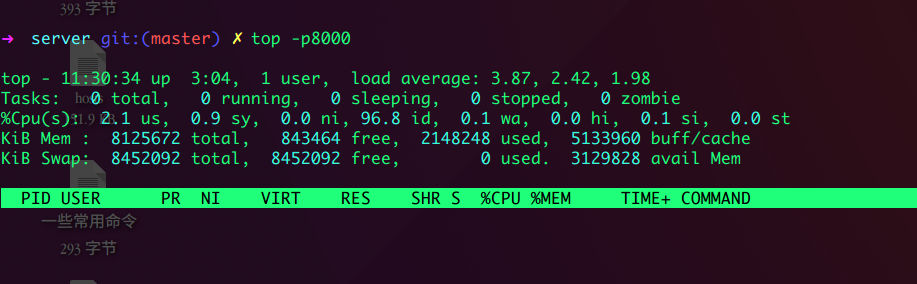 393 字节
➜ server git:(master) ✗ top -p8000
top - 11:30:34 up 3:04, 1 user, load average: 3.87, 2.42, 1.98
Tasks: 0 total, 0 running, 0 sleeping, 0 stopped, 0 zombie
%Cpu(s): 2.1 us, 0.9 sy, 0.0 ni, 96.8 id, 0.1 wa, 0.0 hi, 0.1 si, 0.0 st
KiB Mem : 8125672 total, 843464 free, 2148248 used, 5133960 buff/cache
KiB Swap: 8452092 total, 8452092 free, 0 used. 3129828 avail Mem
PID USER PR NI VIRT RES SHR S %CPU %MEM TIME+ COMMAND
一些常用命令
293 字节